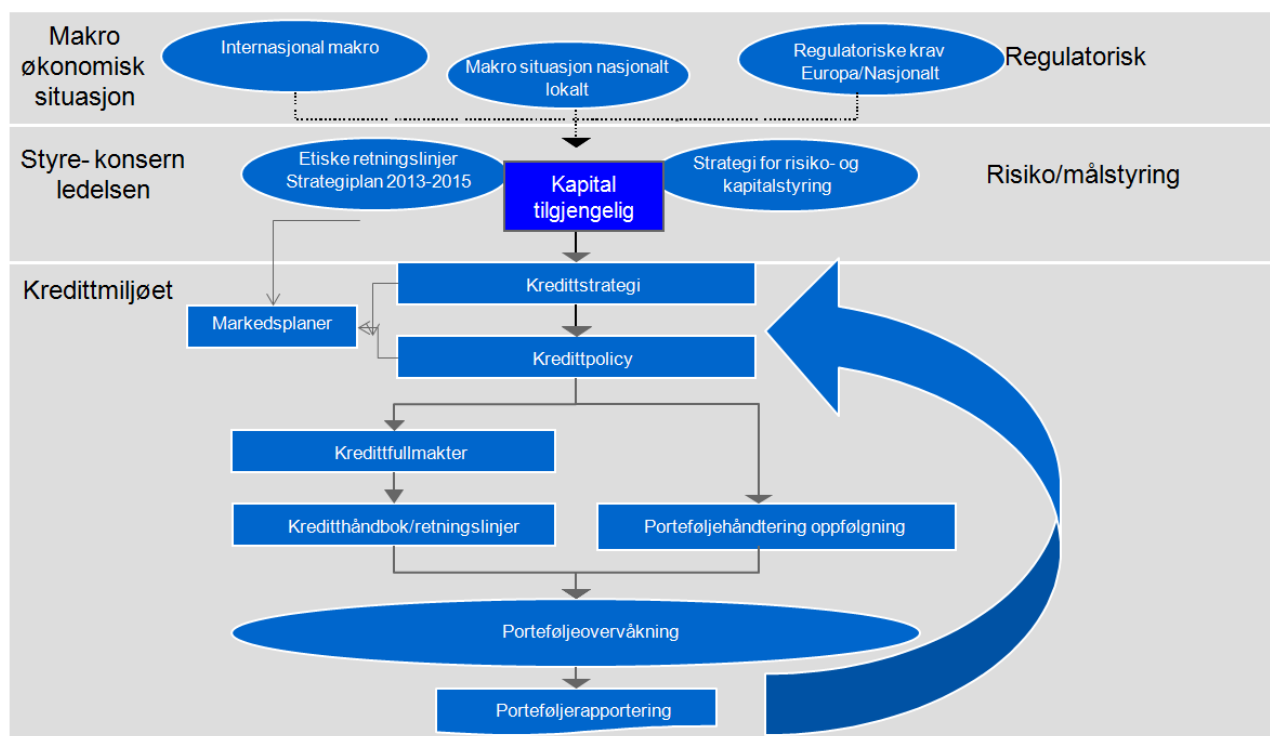 Makro
økonomisk
situasjon
Internasjonal makro
Makro situasjon nasjonalt
lokalt
Regulatoriske krav
Europa/Nasjonalt
Regulatorisk
Styre- konsern
ledelsen
Etiske retningslinjer
Strategiplan 2013-2015
Kapital
tilgjengelig
Strategi for risiko- og
kapitalstyring
Risiko/målstyring
Kredittmiljøet
Kredittstrategi
Markedsplaner
Kredittpolicy
Kredittfullmakter
Kreditthåndbok/retningslinjer
Porteføljehåndtering oppfølgning
Porteføljeovervåkning
Porteføljerapportering